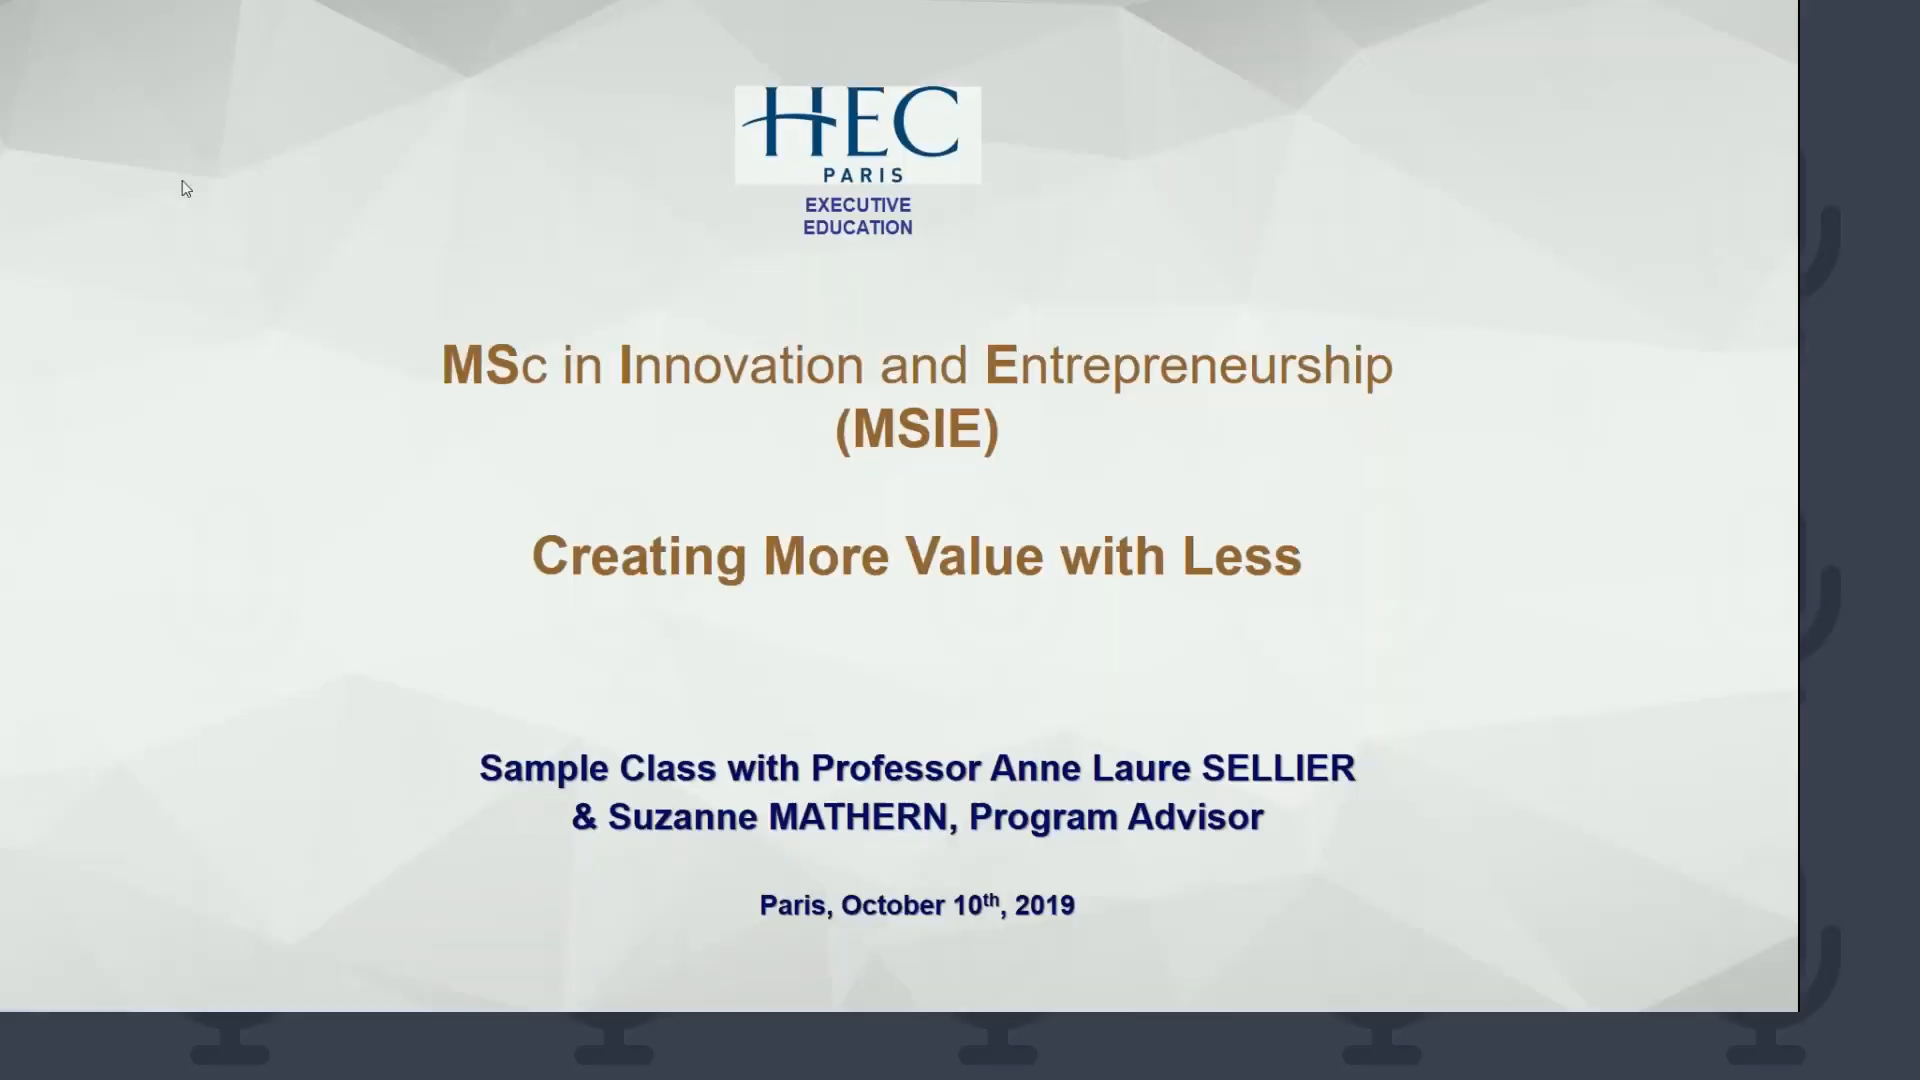 HEC
PARIS
EXECUTIVE
EDUCATION
MSc in Innovation and Entrepreneurship
(MSIE)
Creating More Value with Less
Sample Class with Professor Anne Laure SELLIER
& Suzanne MATHERN, Program Advisor
Paris, October 10th, 2019